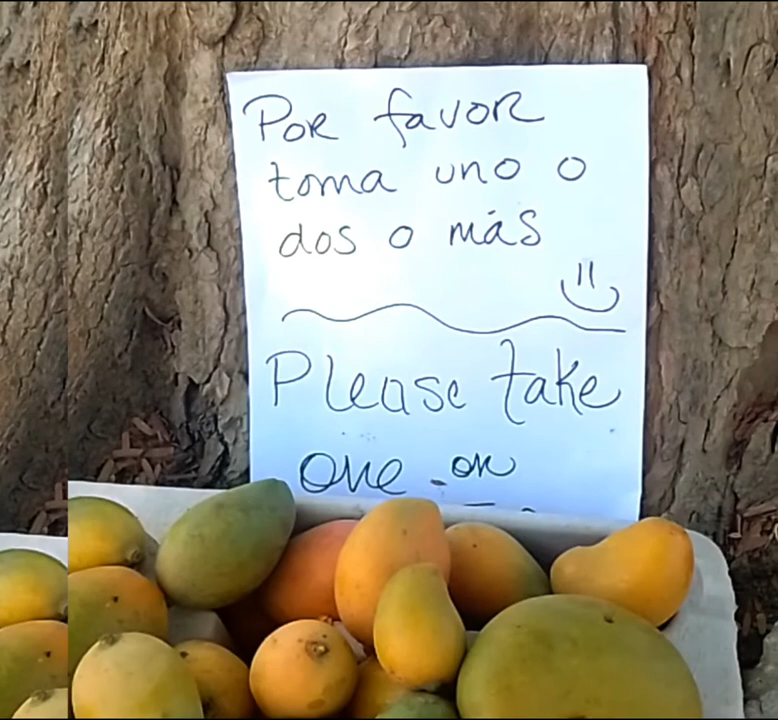 Por favor
toma uno o
dos o más
Please take
one or